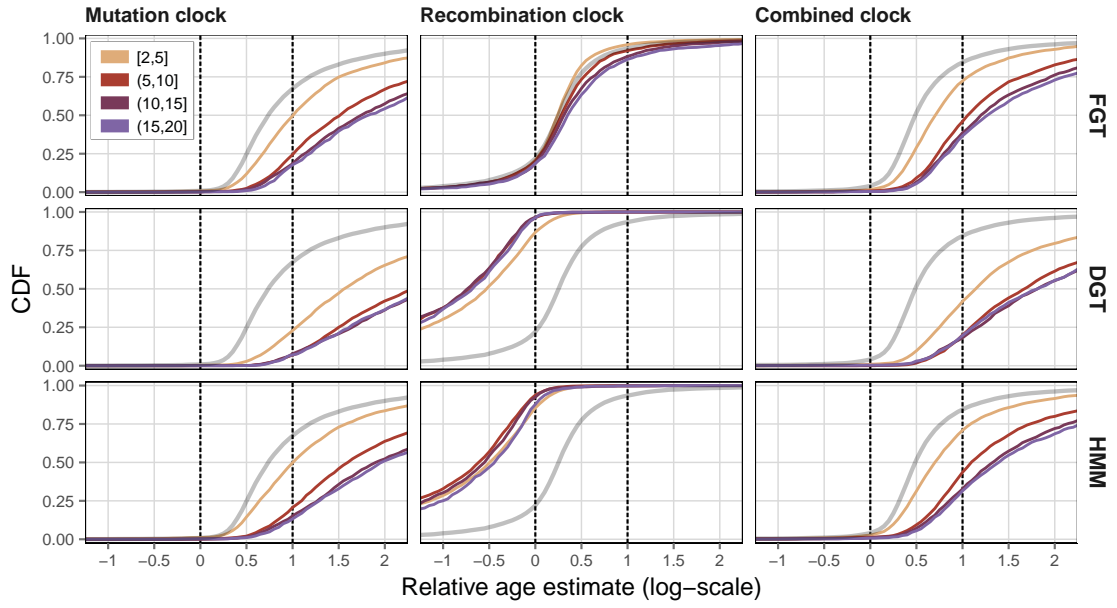 Mutation clock Recombination clock Combined clock
1.00
0.75
0.50
0.25
0.00
[2,5]
(5,10]
(10,15]
(15,20]
FGT
1.00
0.75
0.50
0.25
0.00
DGT
1.00
0.75
0.50
0.25
0.00
HMM
CDF
−1 −0.5 0 0.5 1 1.5 2 −1 −0.5 0 0.5 1 1.5 2 −1 −0.5 0 0.5 1 1.5 2
Relative age estimate (log−scale)